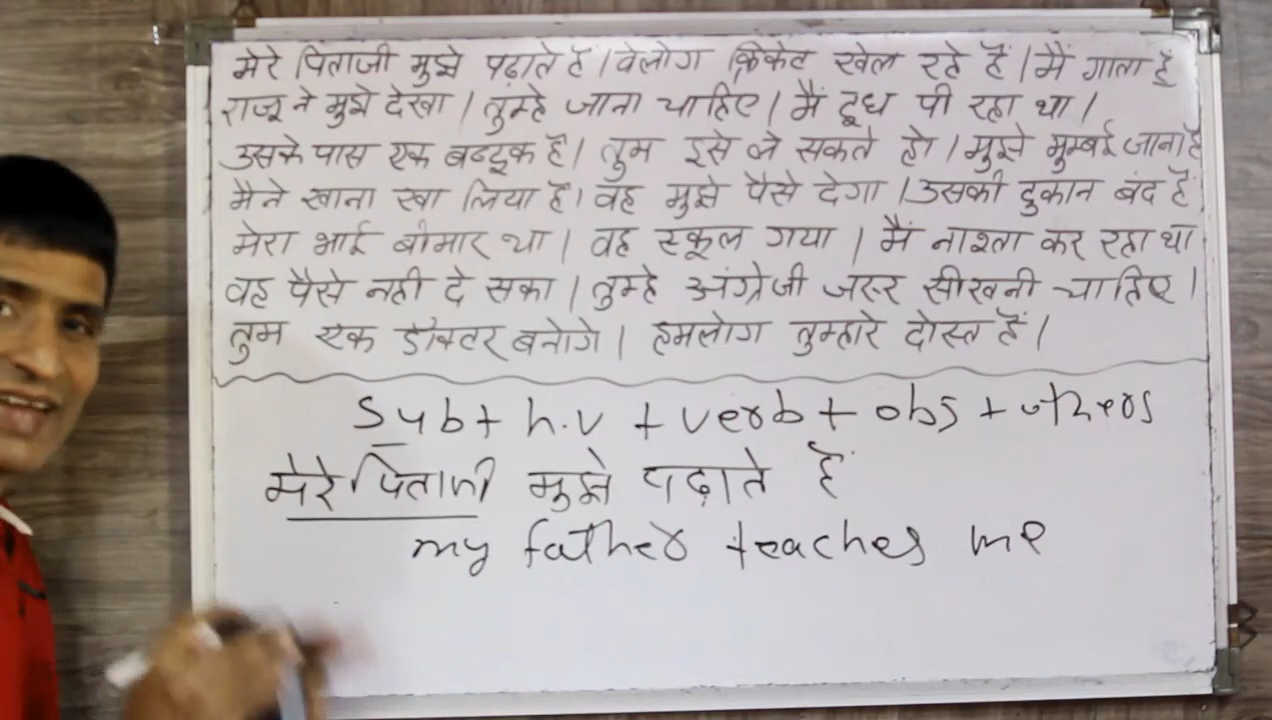 मेरे पिताजी मुझे पढ़ाते हैं। वेलोग क्रिकेट खेल रहे हैं। मैं गाता हूँ
राजू ने मुझे देखा। तुम्हे जाना चाहिए। मैं दूध पी रहा था।
उसके पास एक बन्दूक है। तुम इसे ले सकते हो। मुझे मुम्बई जाना है
मैने खाना खा लिया है। वह मुझे पैसे देगा। उसकी दुकान बंद है
मेरा भाई बीमार था। वह स्कूल गया। मैं नाश्ता कर रहा था
वह पैसे नही दे सका। तुम्हे अंग्रेजी जरूर सीखनी चाहिए।
तुम एक डॉक्टर बनोगे। हमलोग तुम्हारे दोस्त हैं।
Sub + h.v + verb + obj + others
मेरे पिताजी मुझे पढ़ाते हैं
my father teaches me